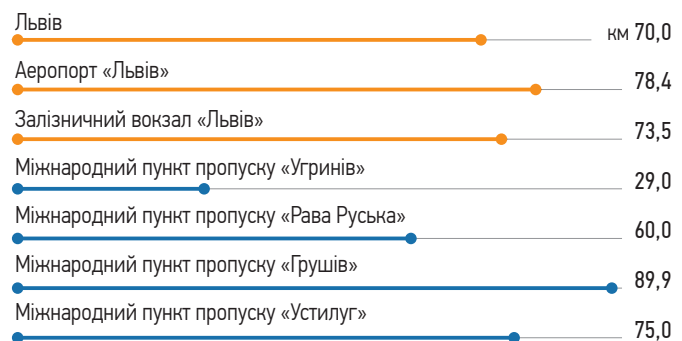 Львів
км 70,0
Аеропорт «Львів»
78,4
Залізничний вокзал «Львів»
73,5
Міжнародний пункт пропуску «Угринів»
29,0
Міжнародний пункт пропуску «Рава Руська»
60,0
Міжнародний пункт пропуску «Грушів»
89,9
Міжнародний пункт пропуску «Устилуг»
75,0